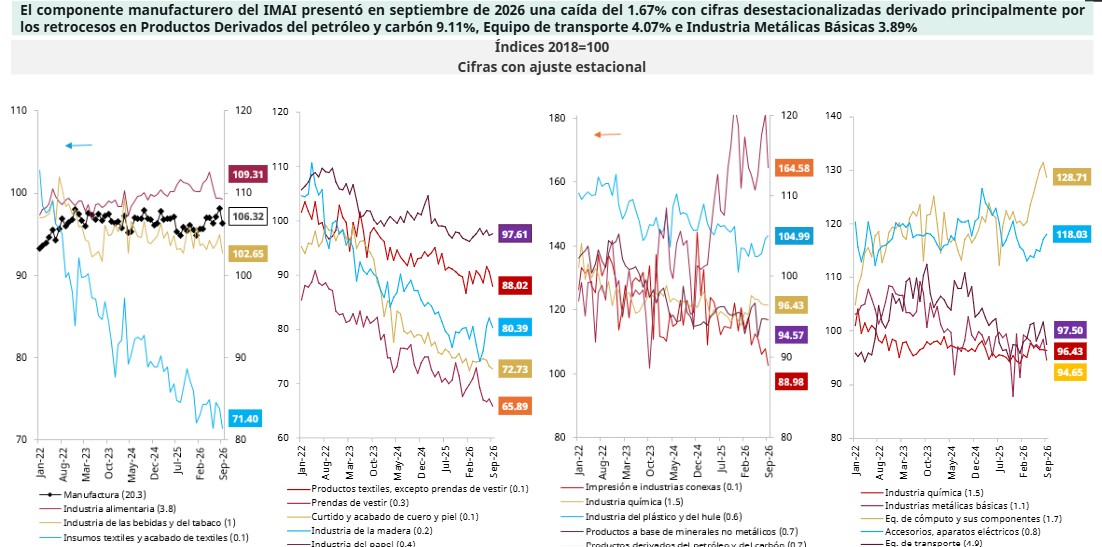 El componente manufacturero del IMAI presentó en septiembre de 2026 una caída del 1.67% con cifras desestacionalizadas derivado principalmente por
los retrocesos en Productos Derivados del petróleo y carbón 9.11%, Equipo de transporte 4.07% e Industria Metálicas Básicas 3.89%
Índices 2018=100
Cifras con ajuste estacional
110
100
90
80
70
120
110
100
90
80
109.31
106.32
102.65
71.40
Jan-22
Aug-22
Mar-23
Oct-23
May-24
Dec-24
Jul-25
Feb-26
Sep-26
Manufactura (20.3)
Industria alimentaria (3.8)
Industria de las bebidas y del tabaco (1)
Insumos textiles y acabado de textiles (0.1)
120
110
100
90
80
70
60
97.61
88.02
80.39
72.73
65.89
Jan-22
Aug-22
Mar-23
Oct-23
May-24
Dec-24
Jul-25
Feb-26
Sep-26
Productos textiles, excepto prendas de vestir (0.1)
Prendas de vestir (0.3)
Curtido y acabado de cuero y piel (0.1)
Industria de la madera (0.2)
Industria del papel (0.4)
180
160
140
120
100
80
120
110
100
90
80
164.58
104.99
96.43
94.57
88.98
Jan-22
Aug-22
Mar-23
Oct-23
May-24
Dec-24
Jul-25
Feb-26
Sep-26
Impresión e industrias conexas (0.1)
Industria química (1.5)
Industria del plástico y del hule (0.6)
Productos a base de minerales no metálicos (0.7)
Productos derivados del petróleo y del carbón (0.7)
140
130
120
110
100
90
80
128.71
118.03
97.50
96.43
94.65
Jan-22
Aug-22
Mar-23
Oct-23
May-24
Dec-24
Jul-25
Feb-26
Sep-26
Industria química (1.5)
Industrias metálicas básicas (1.1)
Eq. de cómputo y sus componentes (1.7)
Accesorios, aparatos eléctricos (0.8)
Eq. de transporte (4.9)